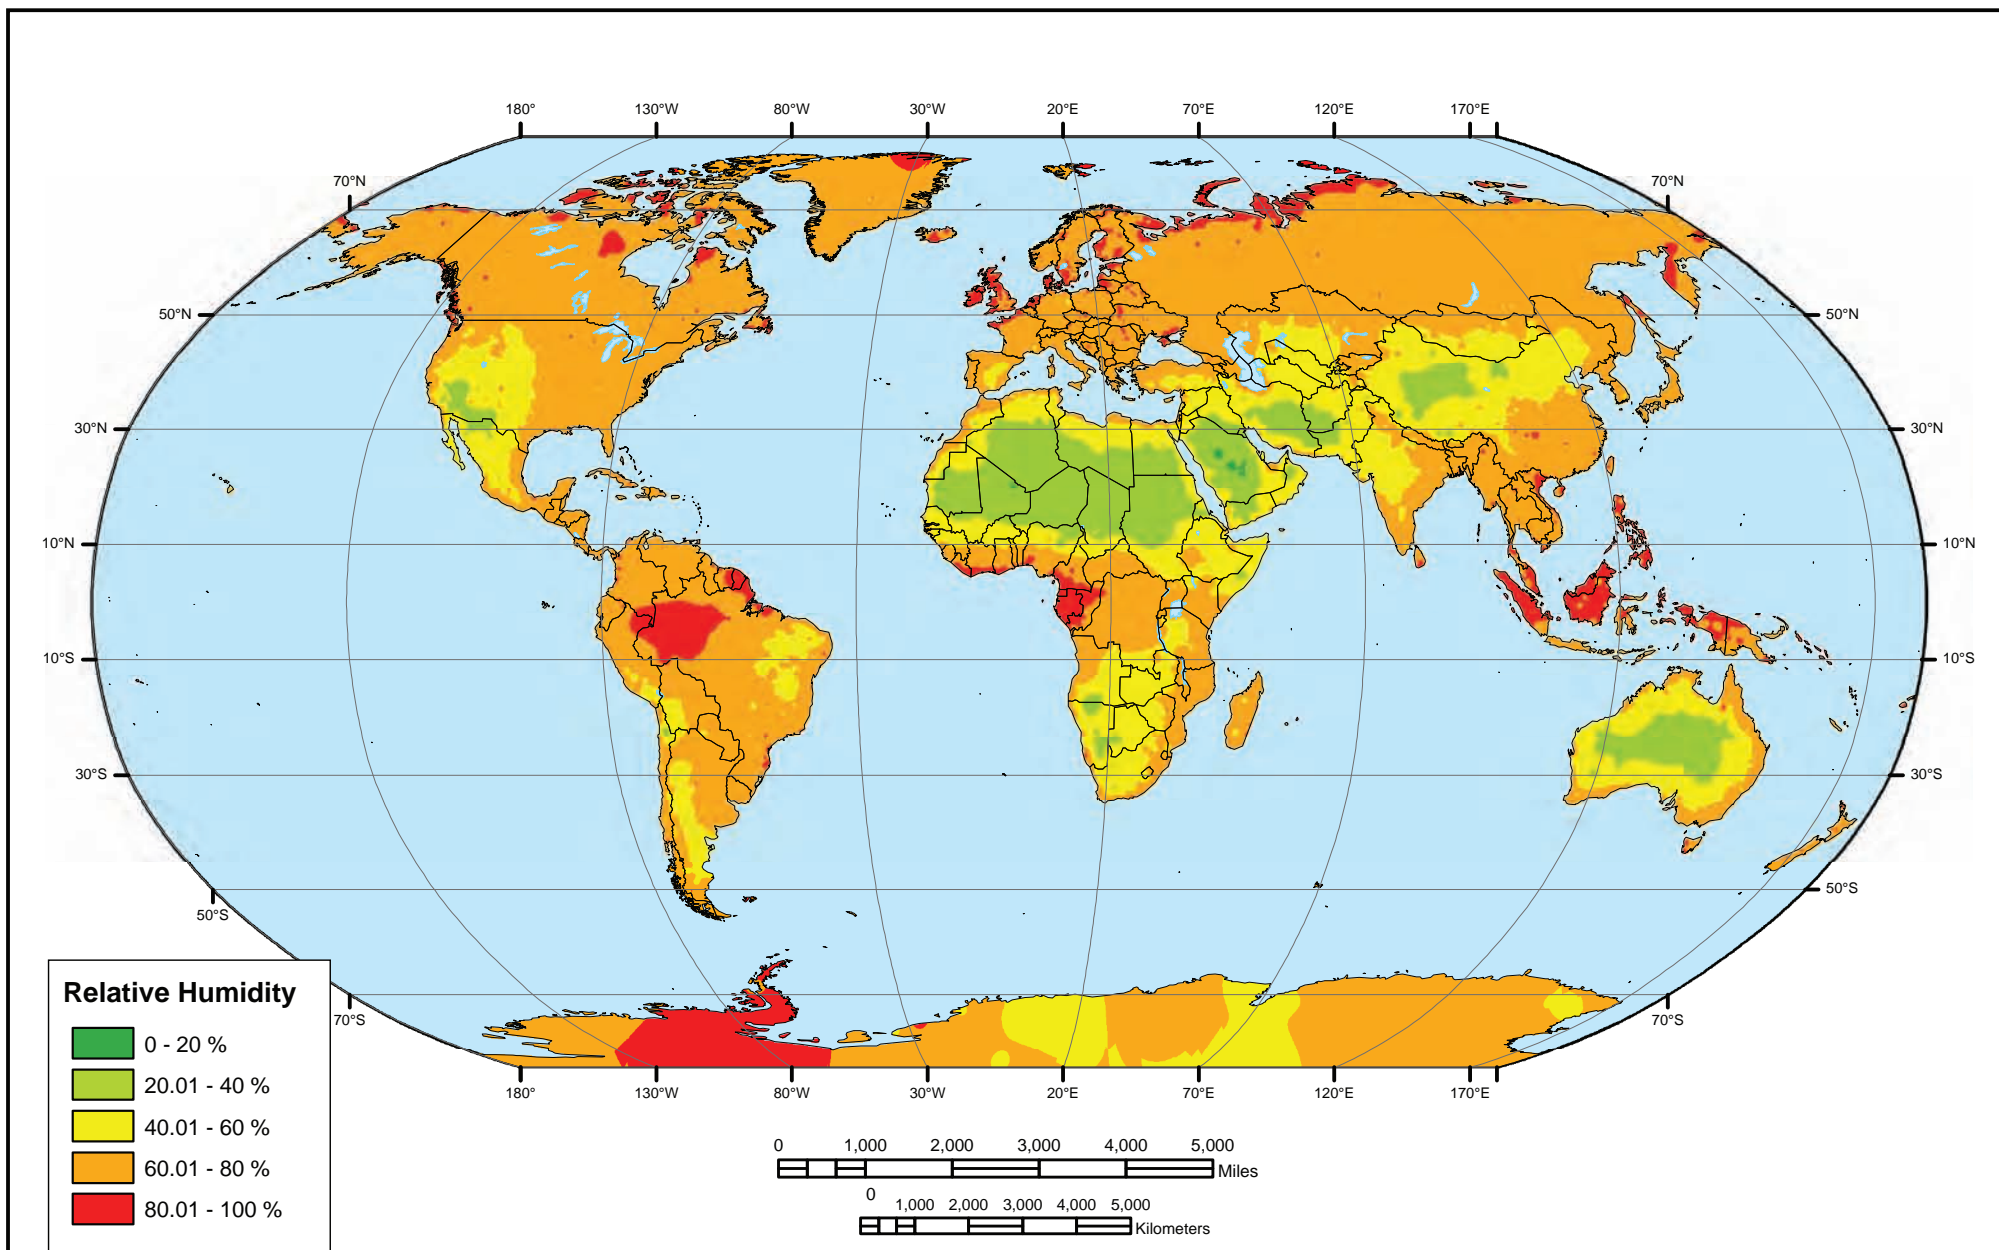 180° 130°W 80°W 30°W 20°E 70°E 120°E 170°E
70°N 70°N
50°N 50°N
30°N 30°N
10°N 10°N
10°S 10°S
30°S 30°S
50°S 50°S
70°S 70°S
180° 130°W 80°W 30°W 20°E 70°E 120°E 170°E
Relative Humidity
0 - 20 %
20.01 - 40 %
40.01 - 60 %
60.01 - 80 %
80.01 - 100 %
0 1,000 2,000 3,000 4,000 5,000
Miles
0 1,000 2,000 3,000 4,000 5,000
Kilometers